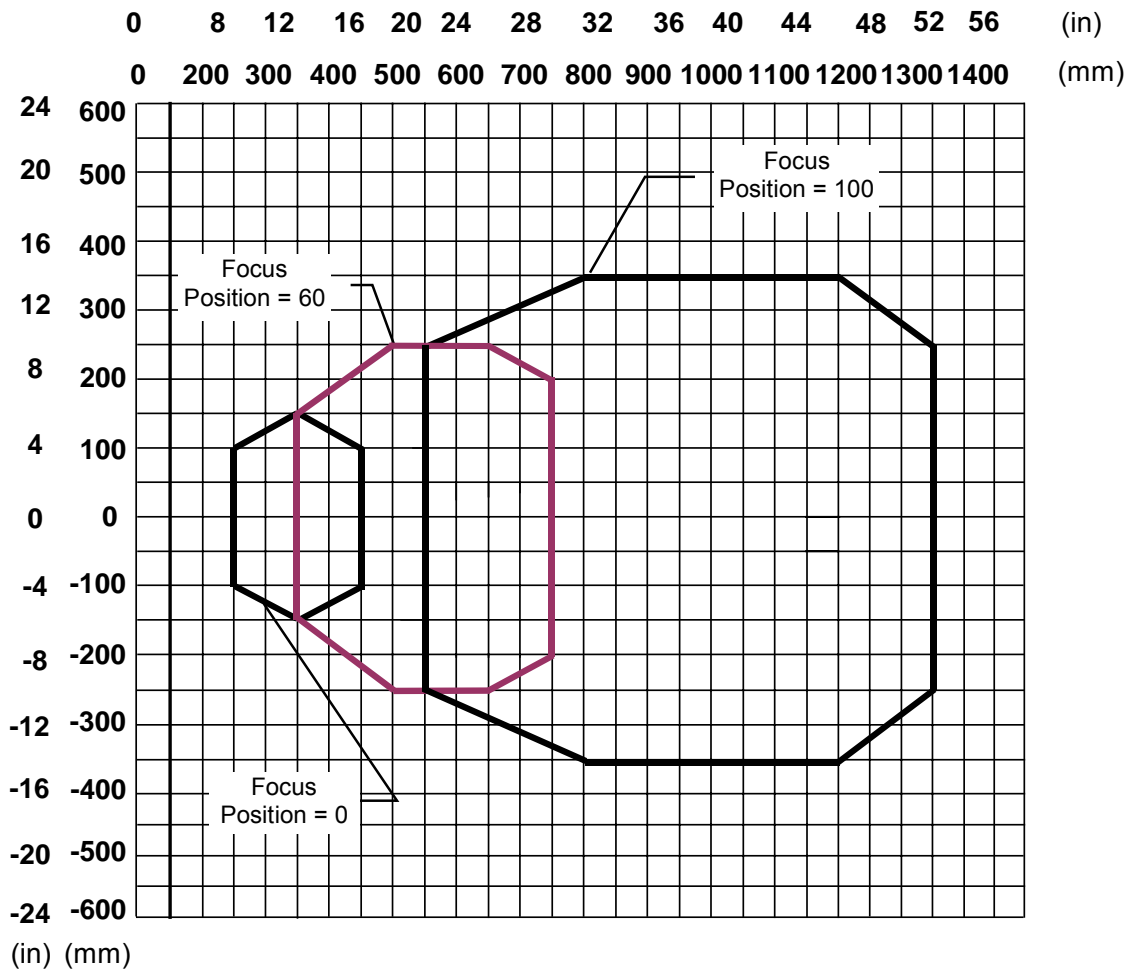 0 8 12 16 20 24 28 32 36 40 44 48 52 56 (in)
0 200 300 400 500 600 700 800 900 1000 1100 1200 1300 1400 (mm)
24 600
20 500
16 400
12 300
8 200
4 100
0 0
-4 -100
-8 -200
-12 -300
-16 -400
-20 -500
-24 -600
(in) (mm)
Focus
Position = 100
Focus
Position = 60
Focus
Position = 0